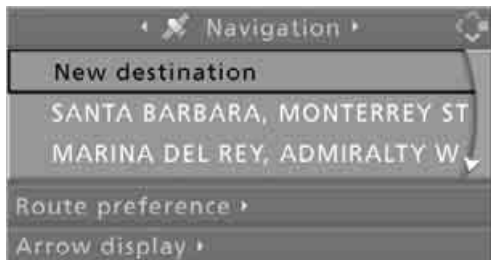 Navigation
New destination
SANTA BARBARA, MONTERREY ST
MARINA DEL REY, ADMIRALTY W
Route preference
Arrow display